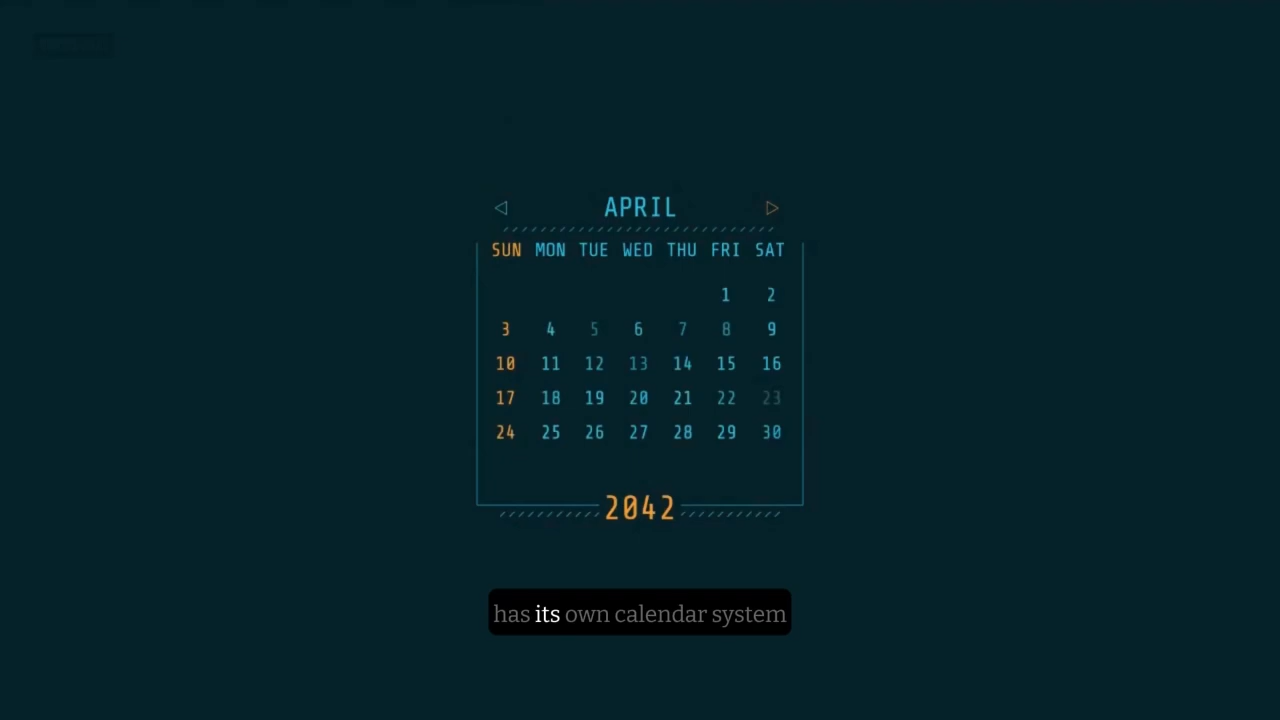 APRIL
SUN MON TUE WED THU FRI SAT
1 2
3 4 5 6 7 8 9
10 11 12 13 14 15 16
17 18 19 20 21 22 23
24 25 26 27 28 29 30
2042
has its own calendar system